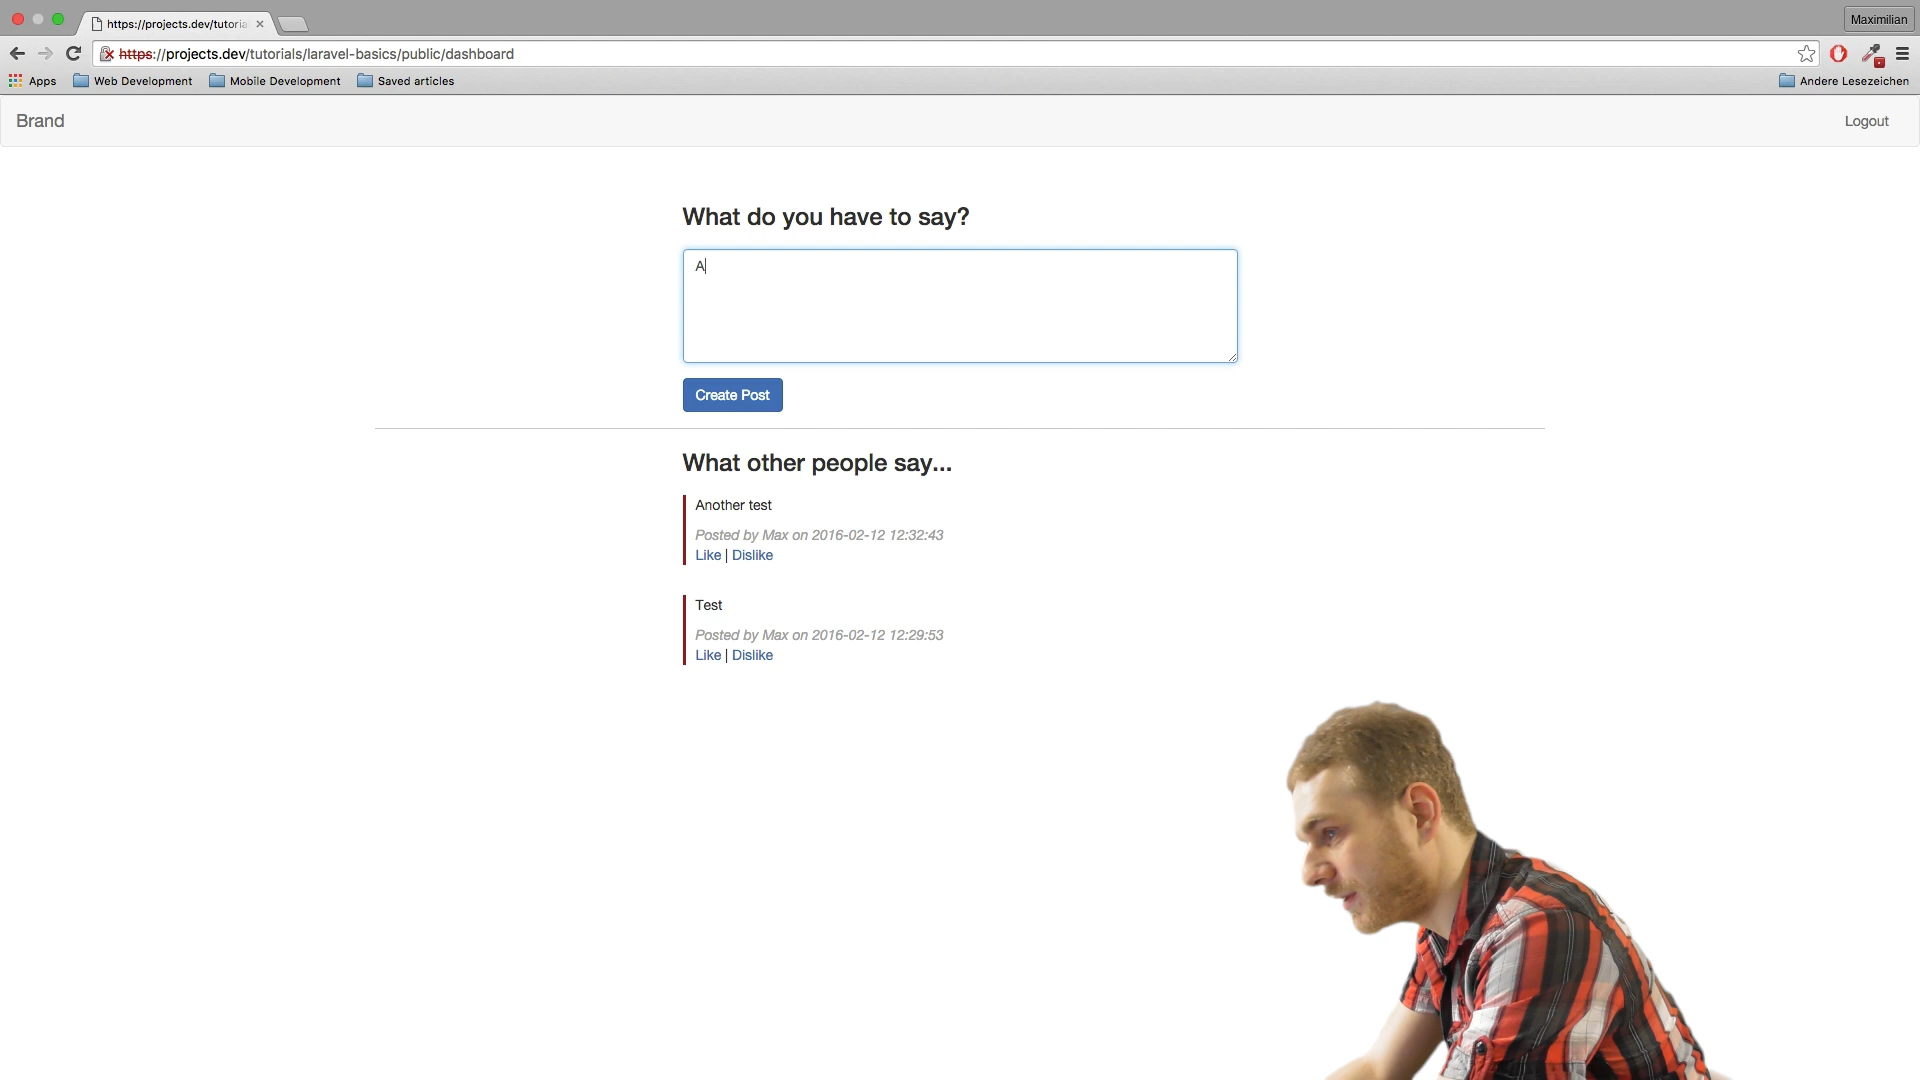 https://projects.dev/tutoria
Maximilian
https://projects.dev/tutorials/laravel-basics/public/dashboard
Apps Web Development Mobile Development Saved articles Andere Lesezeichen
Brand Logout
What do you have to say?
A
Create Post
What other people say...
Another test
Posted by Max on 2016-02-12 12:32:43
Like | Dislike
Test
Posted by Max on 2016-02-12 12:29:53
Like | Dislike